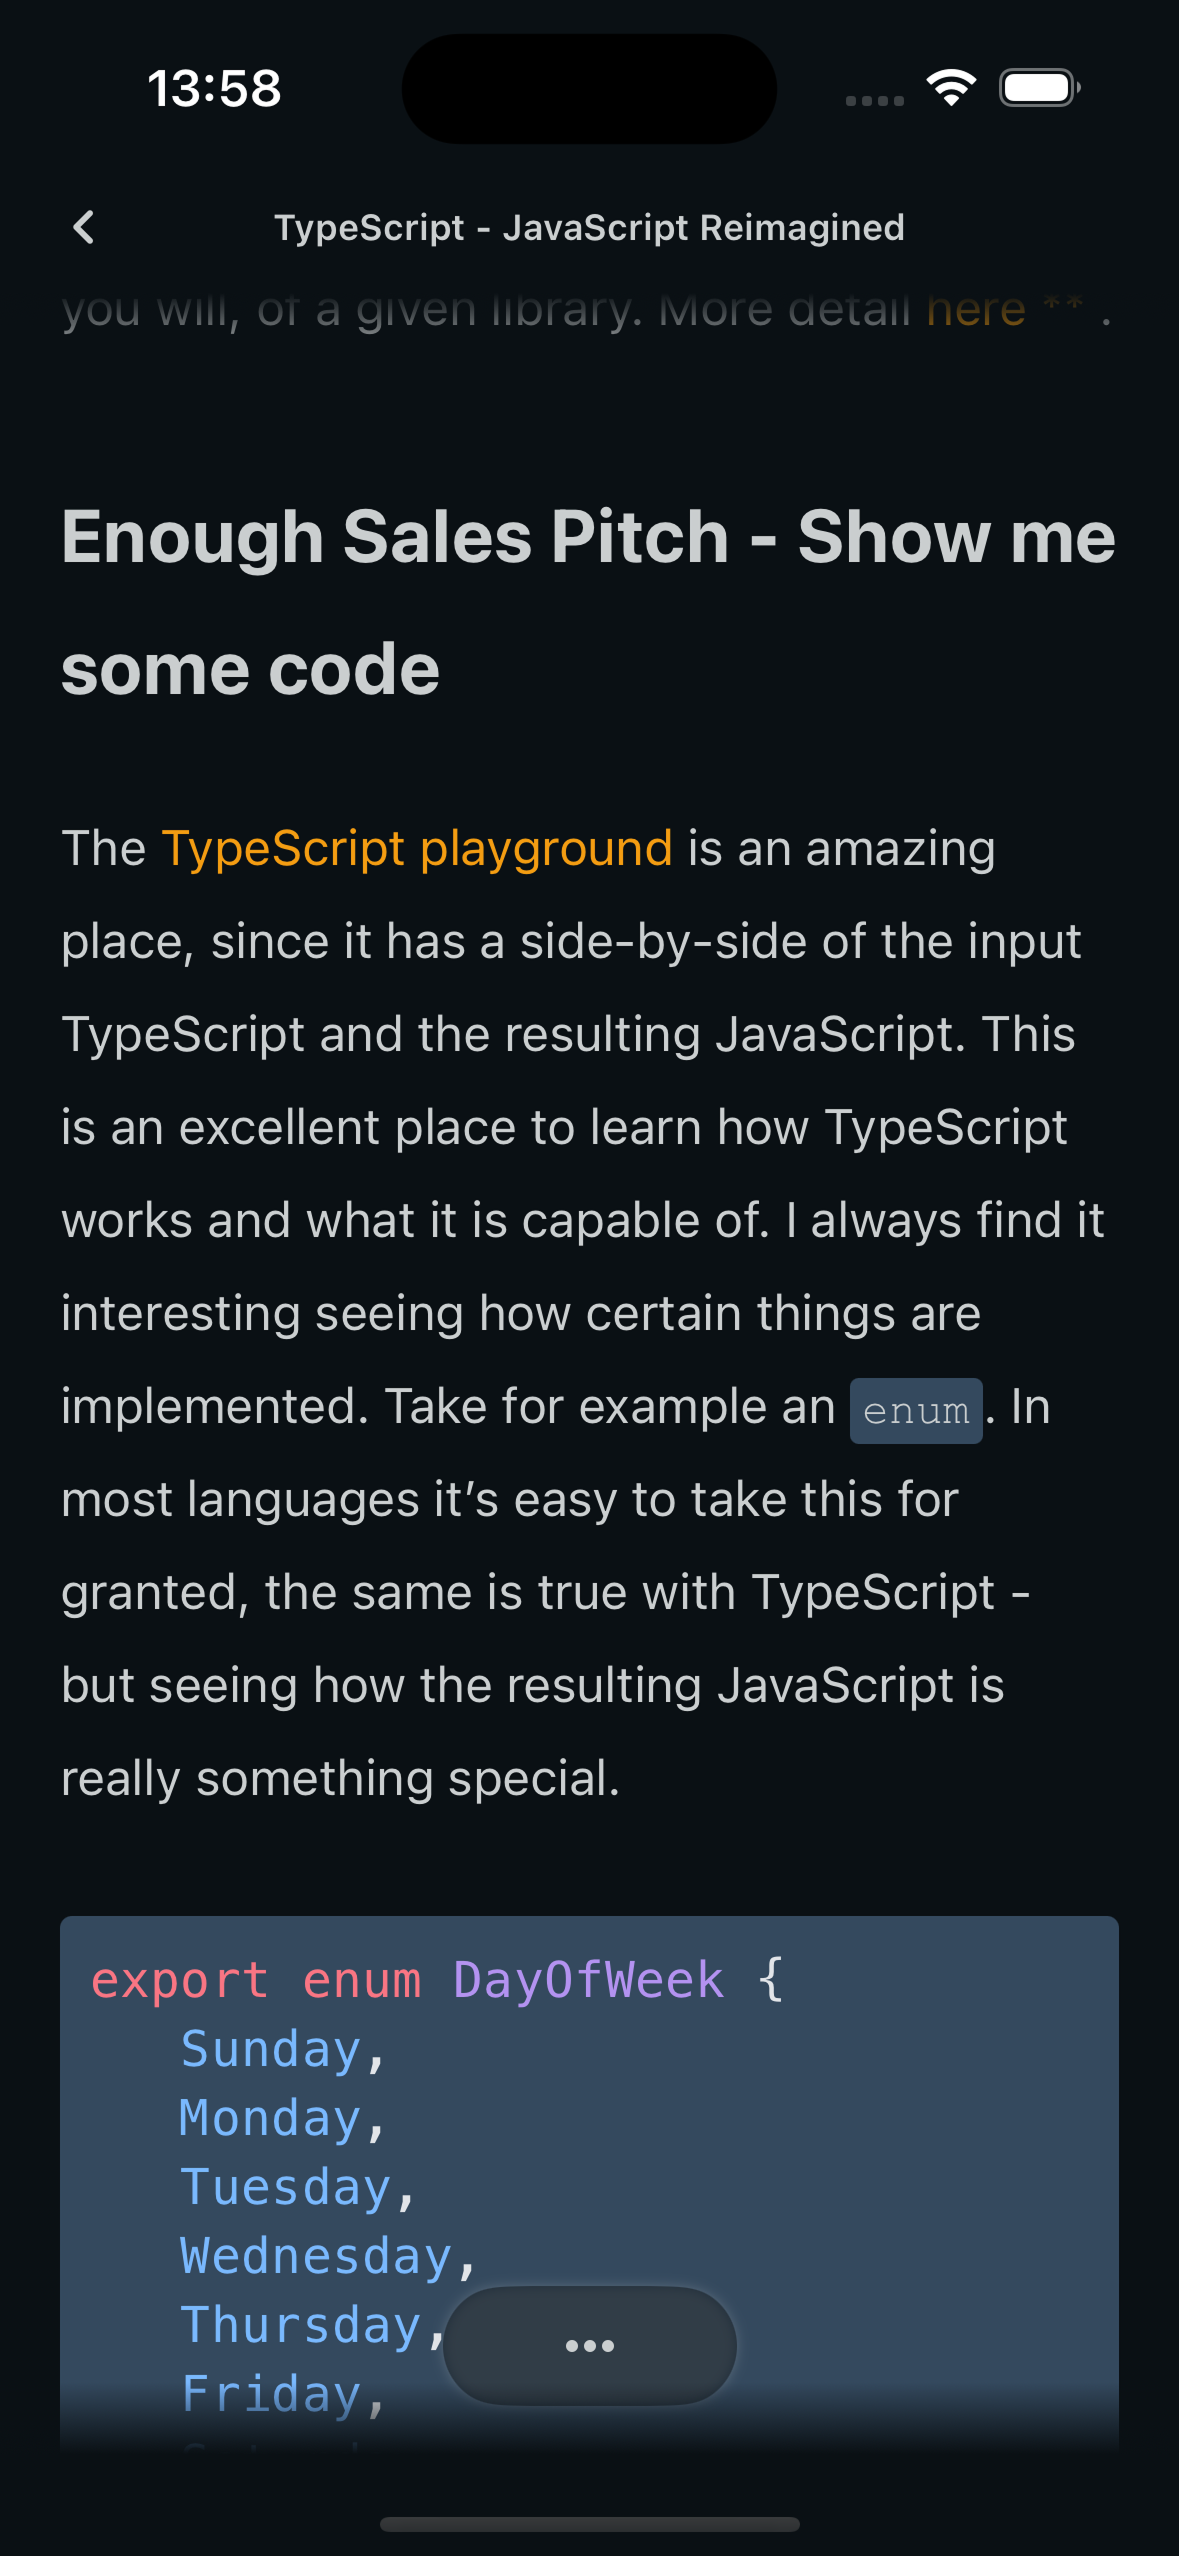 13:58
TypeScript - JavaScript Reimagined
you will, of a given library. More detail here ** .
Enough Sales Pitch - Show me
some code
The TypeScript playground is an amazing
place, since it has a side-by-side of the input
TypeScript and the resulting JavaScript. This
is an excellent place to learn how TypeScript
works and what it is capable of. I always find it
interesting seeing how certain things are
implemented. Take for example an enum. In
most languages it’s easy to take this for
granted, the same is true with TypeScript -
but seeing how the resulting JavaScript is
really something special.
export enum DayOfWeek {
Sunday,
Monday,
Tuesday,
Wednesday,
Thursday,
Friday,